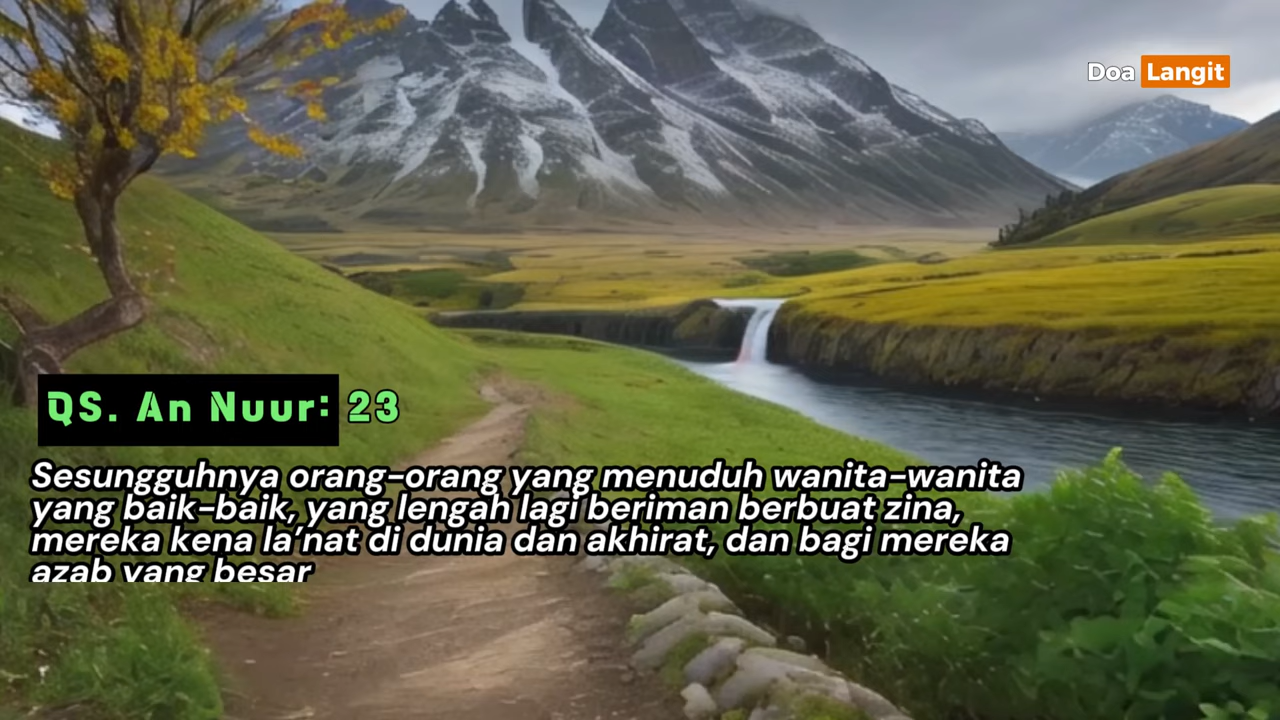 Doa Langit
QS. An Nuur: 23
Sesungguhnya orang-orang yang menuduh wanita-wanita
yang baik-baik, yang lengah lagi beriman berbuat zina,
mereka kena la'nat di dunia dan akhirat, dan bagi mereka
azab yang besar